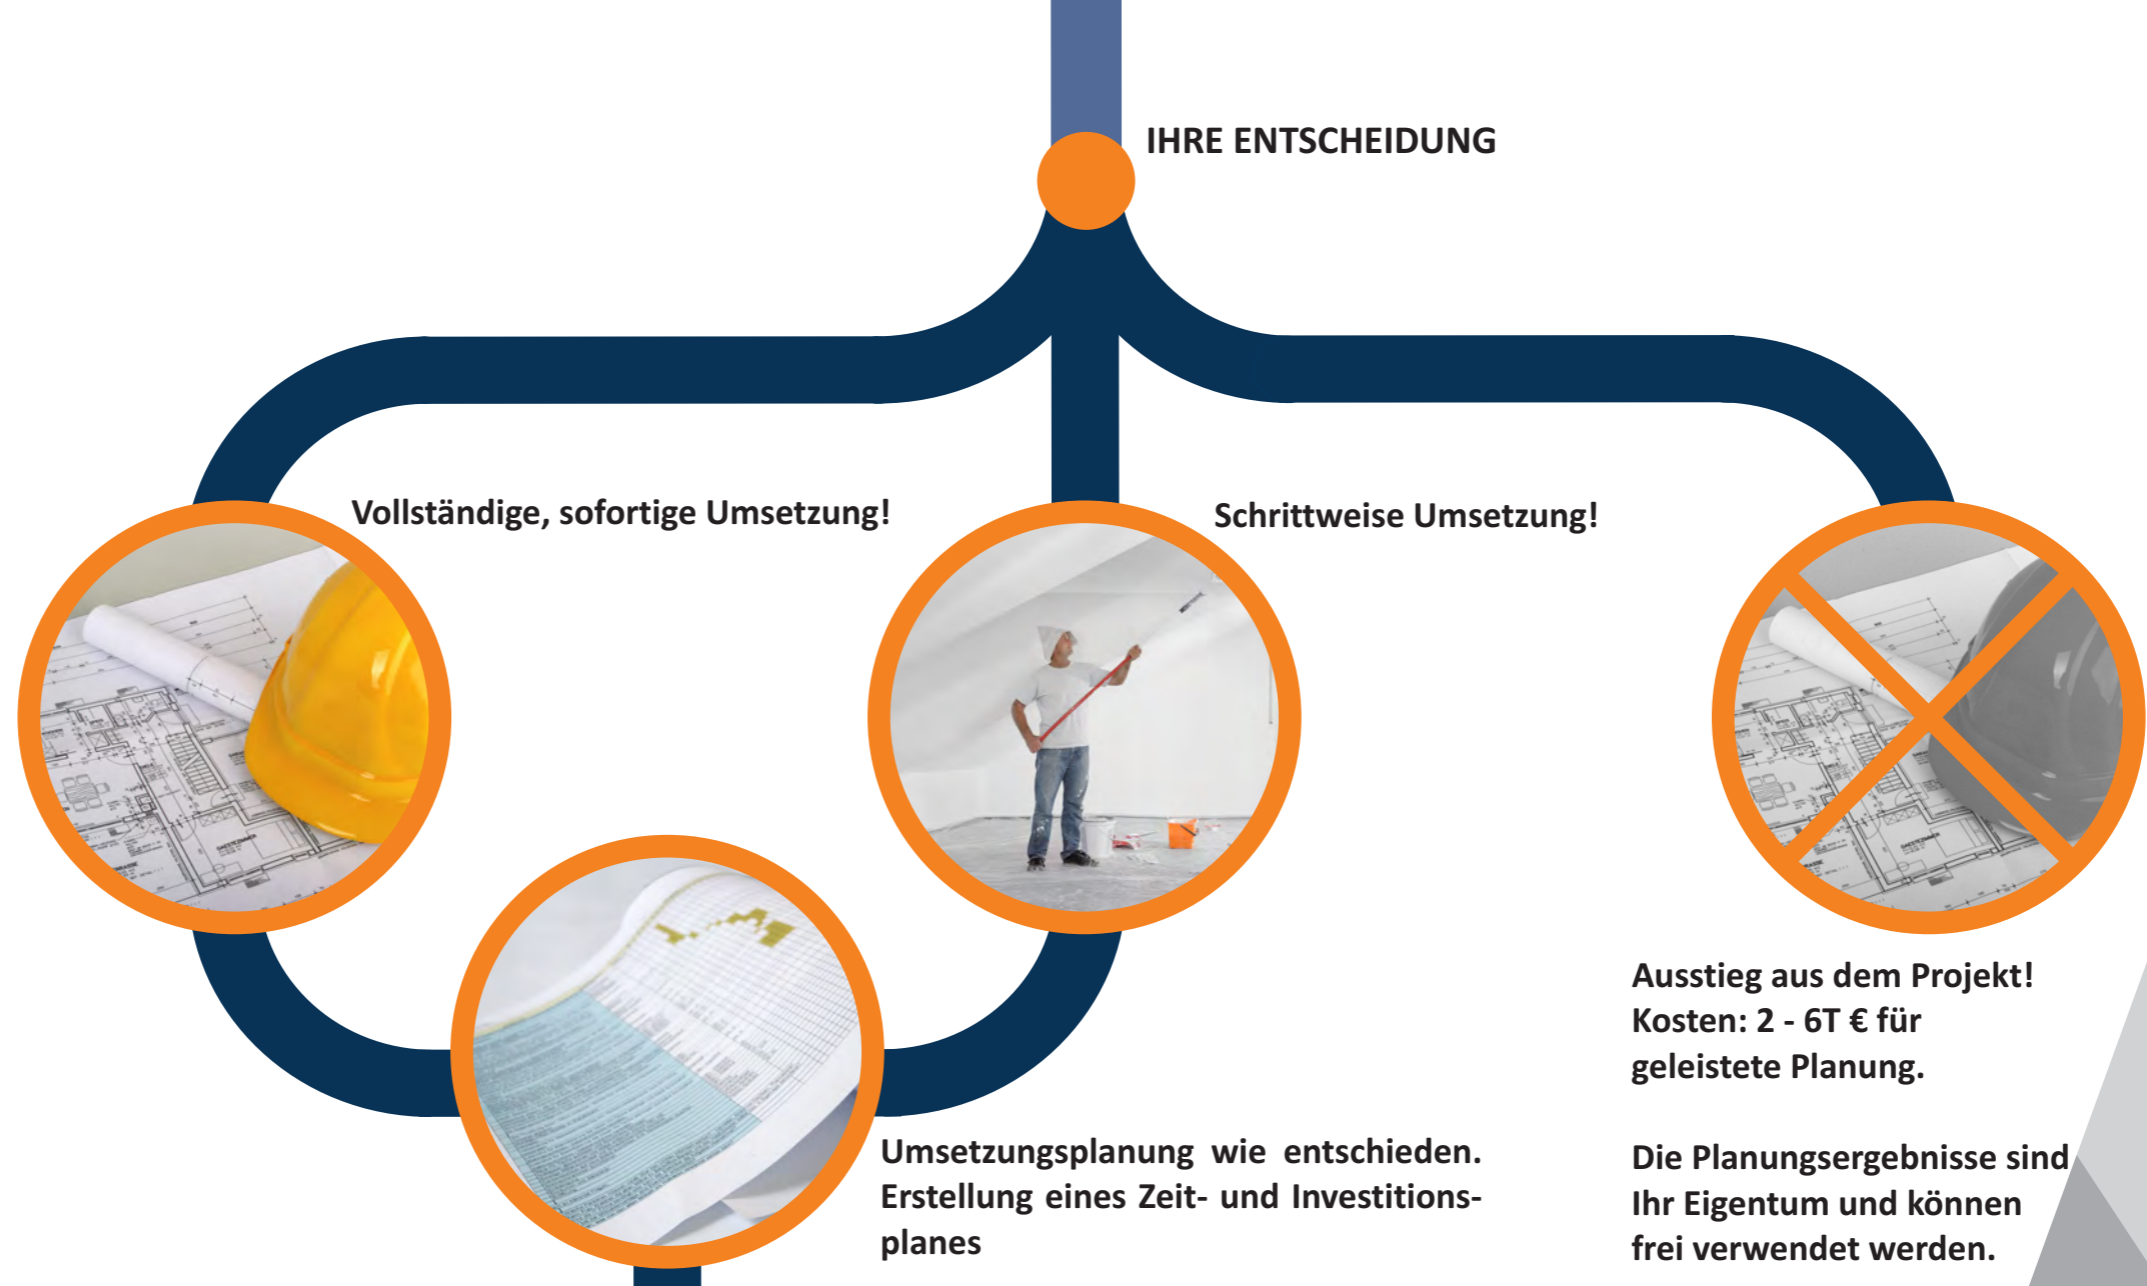 IHRE ENTSCHEIDUNG
Vollständige, sofortige Umsetzung!
Schrittweise Umsetzung!
Ausstieg aus dem Projekt!
Kosten: 2 - 6T € für
geleistete Planung.
Die Planungsergebnisse sind
Ihr Eigentum und können
frei verwendet werden.
Umsetzungsplanung wie entschieden.
Erstellung eines Zeit- und Investitions-
planes